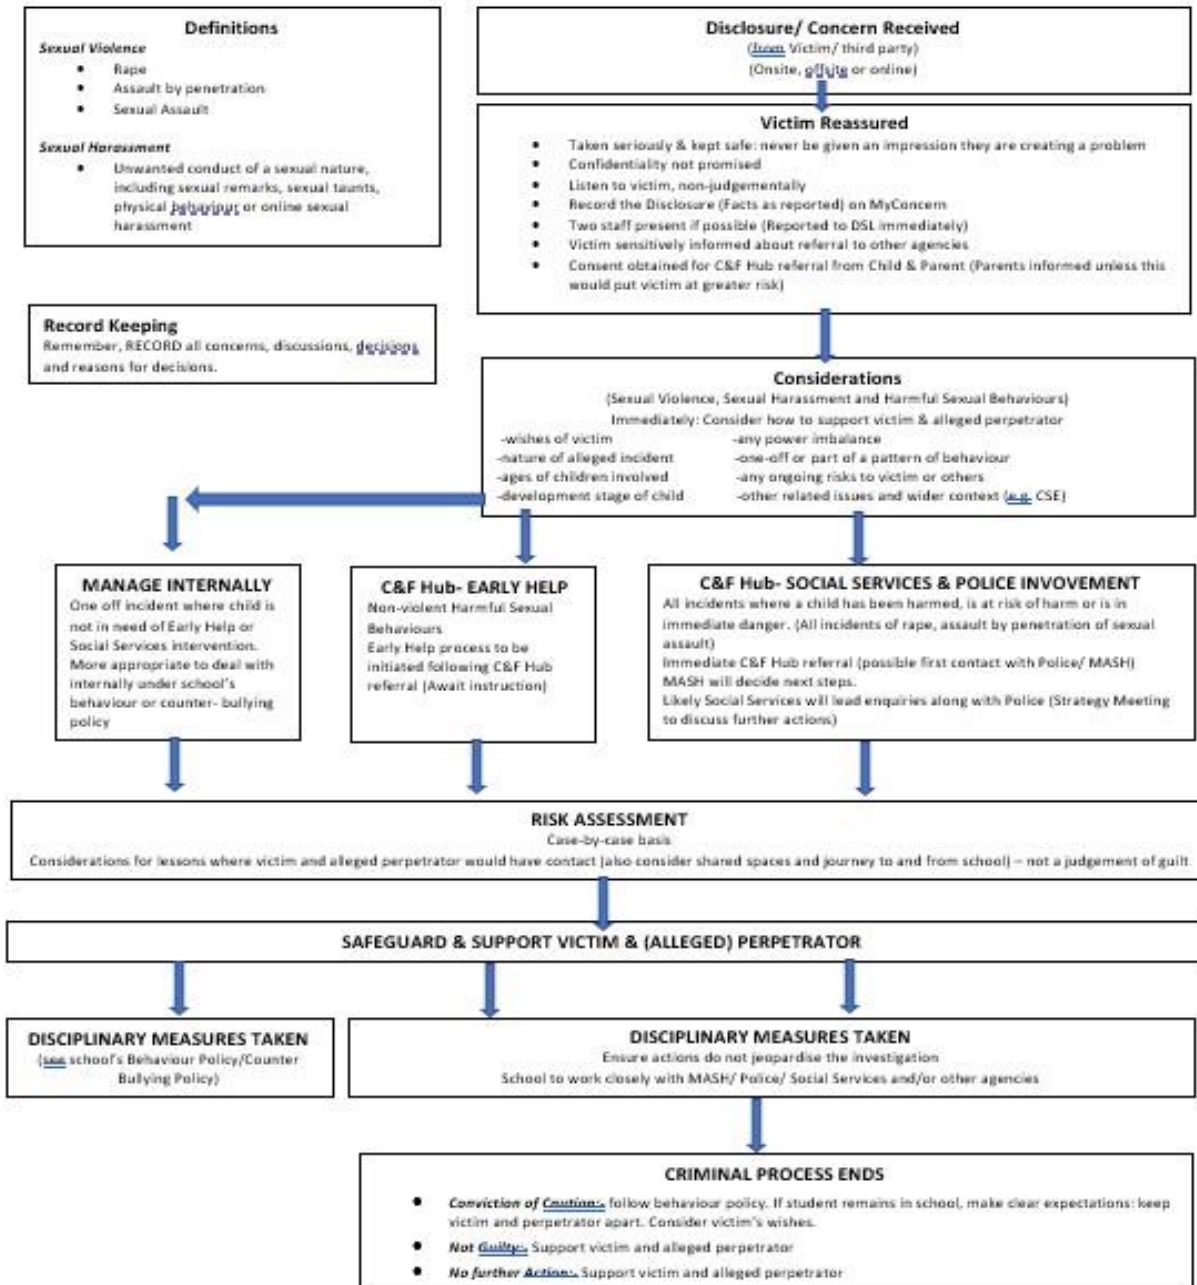 Definitions
Sexual Violence
• Rape
• Assault by penetration
• Sexual Assault
Sexual Harassment
• Unwanted conduct of a sexual nature,
including sexual remarks, sexual taunts,
physical behaviour or online sexual
harassment
Disclosure/ Concern Received
(from Victim/ third party)
(Onsite, offsite or online)
Victim Reassured
• Taken seriously & kept safe: never be given an impression they are creating a problem
• Confidentiality not promised
• Listen to victim, non-judgementally
• Record the Disclosure (Facts as reported) on MyConcern
• Two staff present if possible (Reported to DSL immediately)
• Victim sensitively informed about referral to other agencies
• Consent obtained for C&F Hub referral from Child & Parent (Parents informed unless this
would put victim at greater risk)
Record Keeping
Remember, RECORD all concerns, discussions, decisions
and reasons for decisions.
Considerations
(Sexual Violence, Sexual Harassment and Harmful Sexual Behaviours)
Immediately: Consider how to support victim & alleged perpetrator
-wishes of victim -any power imbalance
-nature of alleged incident -one-off or part of a pattern of behaviour
-ages of children involved -any ongoing risks to victim or others
-development stage of child -other related issues and wider context (e.g. CSE)
MANAGE INTERNALLY
One off incident where child is
not in need of Early Help or
Social Services intervention.
More appropriate to deal with
internally under school's
behaviour or counter- bullying
policy
C&F Hub- EARLY HELP
Non-violent Harmful Sexual
Behaviours
Early Help process to be
initiated following C&F Hub
referral (Await instruction)
C&F Hub- SOCIAL SERVICES & POLICE INVOVEMENT
All incidents where a child has been harmed, is at risk of harm or is in
immediate danger. (All incidents of rape, assault by penetration of sexual
assault)
Immediate C&F Hub referral (possible first contact with Police/ MASH)
MASH will decide next steps.
Likely Social Services will lead enquiries along with Police (Strategy Meeting
to discuss further actions)
RISK ASSESSMENT
Case-by-case basis
Considerations for lessons where victim and alleged perpetrator would have contact (also consider shared spaces and journey to and from school) – not a judgement of guilt
SAFEGUARD & SUPPORT VICTIM & (ALLEGED) PERPETRATOR
DISCIPLINARY MEASURES TAKEN
(see school's Behaviour Policy/Counter
Bullying Policy)
DISCIPLINARY MEASURES TAKEN
Ensure actions do not jeopardise the investigation
School to work closely with MASH/ Police/ Social Services and/or other agencies
CRIMINAL PROCESS ENDS
• Conviction of Caution:- follow behaviour policy. If student remains in school, make clear expectations: keep
victim and perpetrator apart. Consider victim's wishes.
• Not Guilty:- Support victim and alleged perpetrator
• No further Action:- Support victim and alleged perpetrator